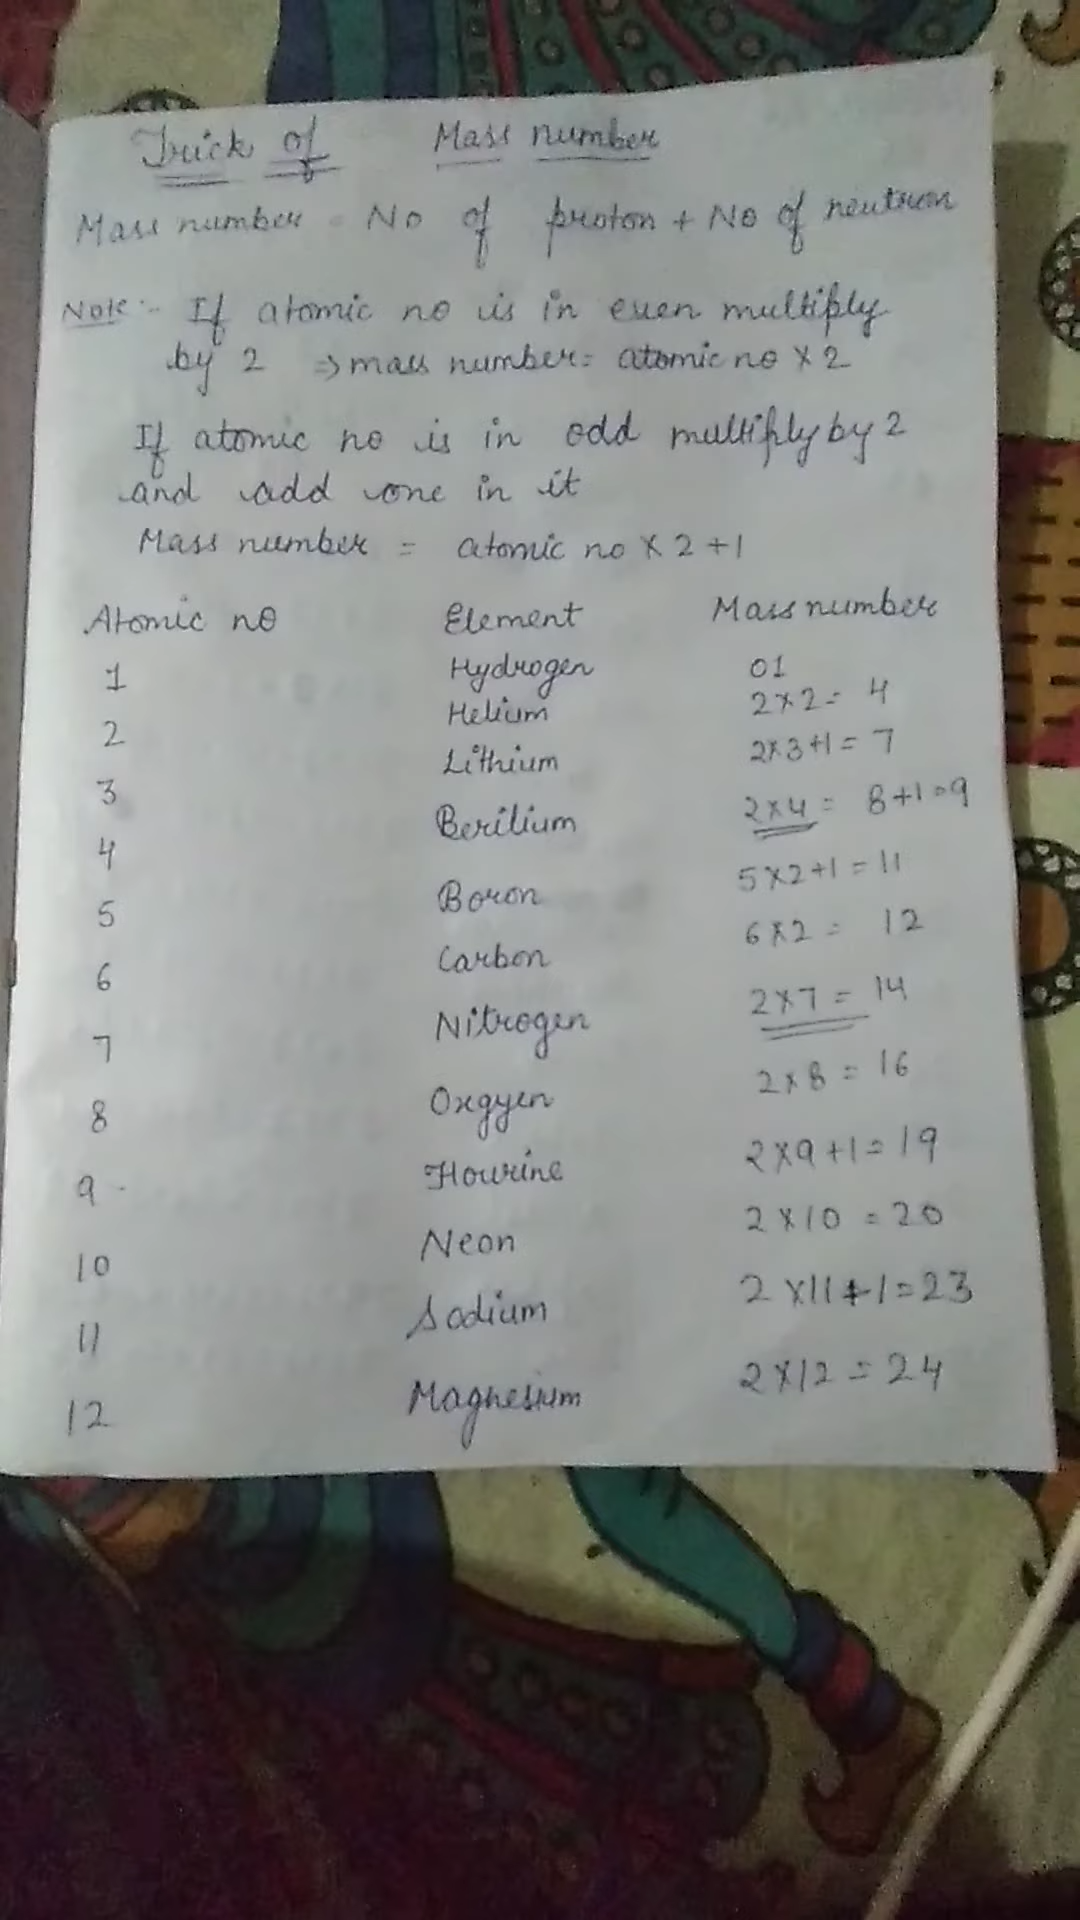 Trick of Mass number
Mass number = No of proton + No of neutron
Note :- If atomic no is in even multiply
by 2 ⇒ mass number = atomic no × 2
If atomic no is in odd multiply by 2
and add one in it
Mass number = atomic no × 2 + 1
Atomic no Element Mass number
1 Hydrogen 01
2 Helium 2×2= 4
3 Lithium 2×3+1= 7
4 Berilium 2×4= 8+1=9
5 Boron 5×2+1= 11
6 Carbon 6×2= 12
7 Nitrogen 2×7= 14
8 Oxgyen 2×8= 16
9 Flourine 2×9+1=19
10 Neon 2×10=20
11 Sodium 2×11+1=23
12 Magnesium 2×12=24